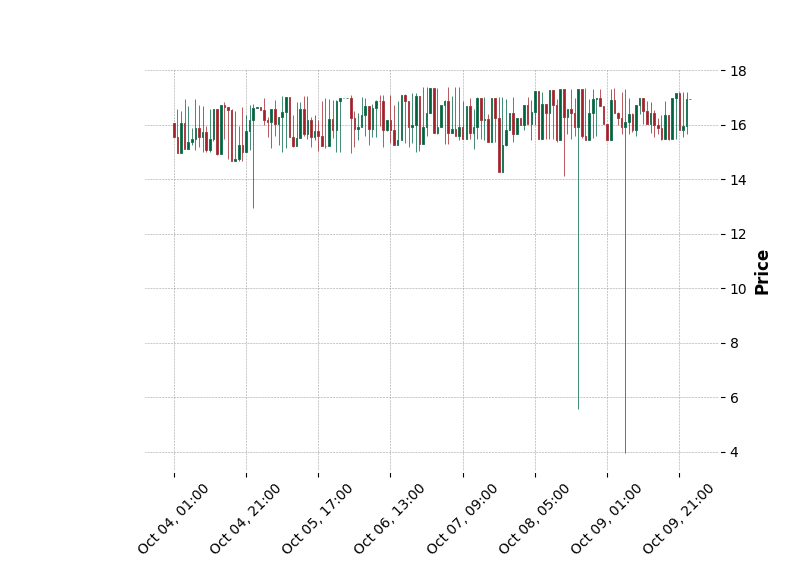 18
16
14
12
10
8
6
4
Price
Oct 04, 01:00
Oct 04, 21:00
Oct 05, 17:00
Oct 06, 13:00
Oct 07, 09:00
Oct 08, 05:00
Oct 09, 01:00
Oct 09, 21:00